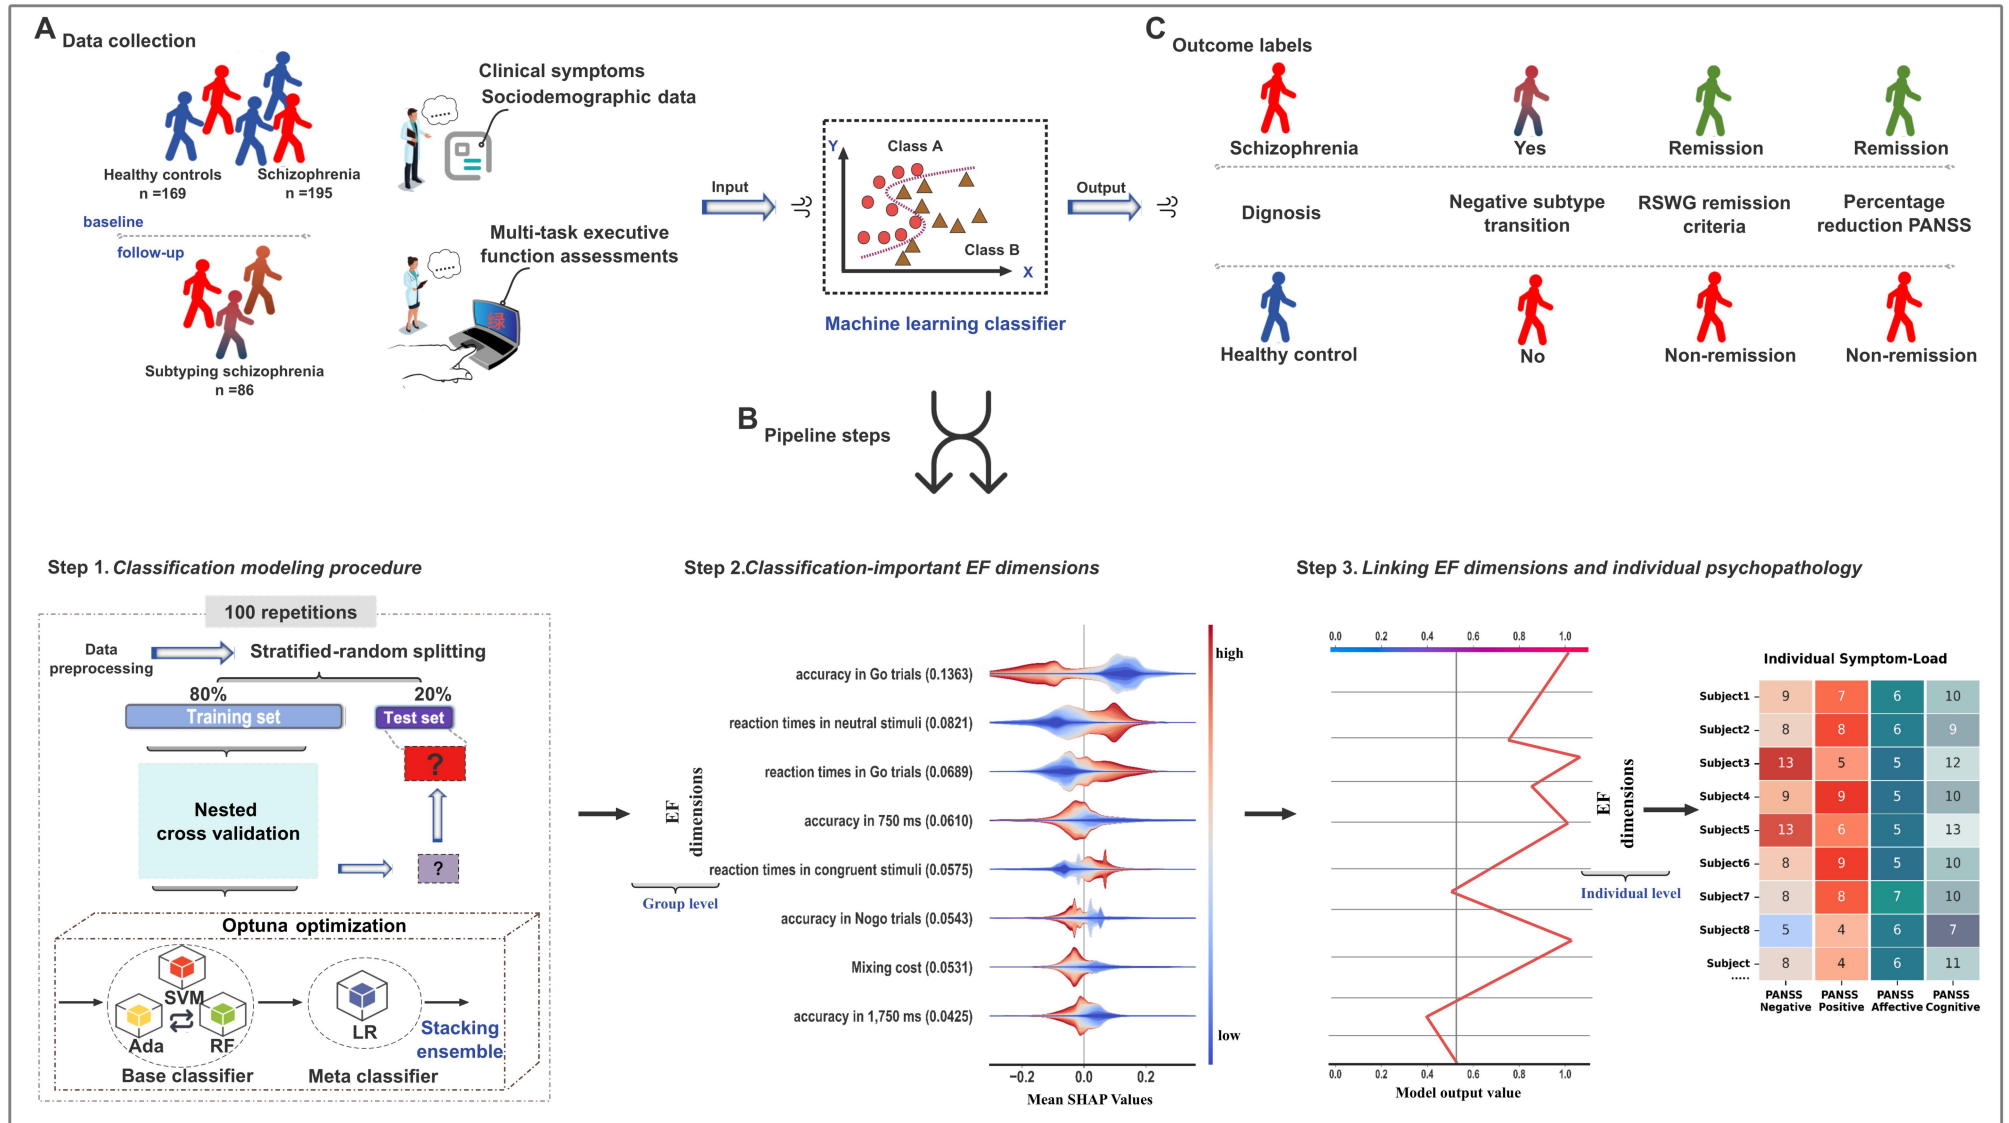 A
Data collection
Clinical symptoms
Sociodemographic data
.....
Healthy controls
n =169
Schizophrenia
n =195
baseline
follow-up
Subtyping schizophrenia
n =86
Multi-task executive
function assessments
.....
绿
Input
Y
Class A
Class B
X
Machine learning classifier
Output
C
Outcome labels
Schizophrenia
Yes
Remission
Remission
Dignosis
Negative subtype
transition
RSWG remission
criteria
Percentage
reduction PANSS
Healthy control
No
Non-remission
Non-remission
B
Pipeline steps
Step 1. Classification modeling procedure
100 repetitions
Data
preprocessing
Stratified-random splitting
80%
20%
Training set
Test set
?
Nested
cross validation
?
Optuna optimization
SVM
Ada
RF
Base classifier
LR
Meta classifier
Stacking
ensemble
Step 2.Classification-important EF dimensions
EF
dimensions
Group level
accuracy in Go trials (0.1363)
reaction times in neutral stimuli (0.0821)
reaction times in Go trials (0.0689)
accuracy in 750 ms (0.0610)
reaction times in congruent stimuli (0.0575)
accuracy in Nogo trials (0.0543)
Mixing cost (0.0531)
accuracy in 1,750 ms (0.0425)
−0.2 0.0 0.2
Mean SHAP Values
high
low
Step 3. Linking EF dimensions and individual psychopathology
0.0 0.2 0.4 0.6 0.8 1.0
0.0 0.2 0.4 0.6 0.8 1.0
Model output value
EF
dimensions
Individual level
Individual Symptom-Load
Subject1 9 7 6 10
Subject2 8 8 6 9
Subject3 13 5 5 12
Subject4 9 9 5 10
Subject5 13 6 5 13
Subject6 8 9 5 10
Subject7 8 8 7 10
Subject8 5 4 6 7
Subject 8 4 6 11
.....
PANSS PANSS PANSS PANSS
Negative Positive Affective Cognitive